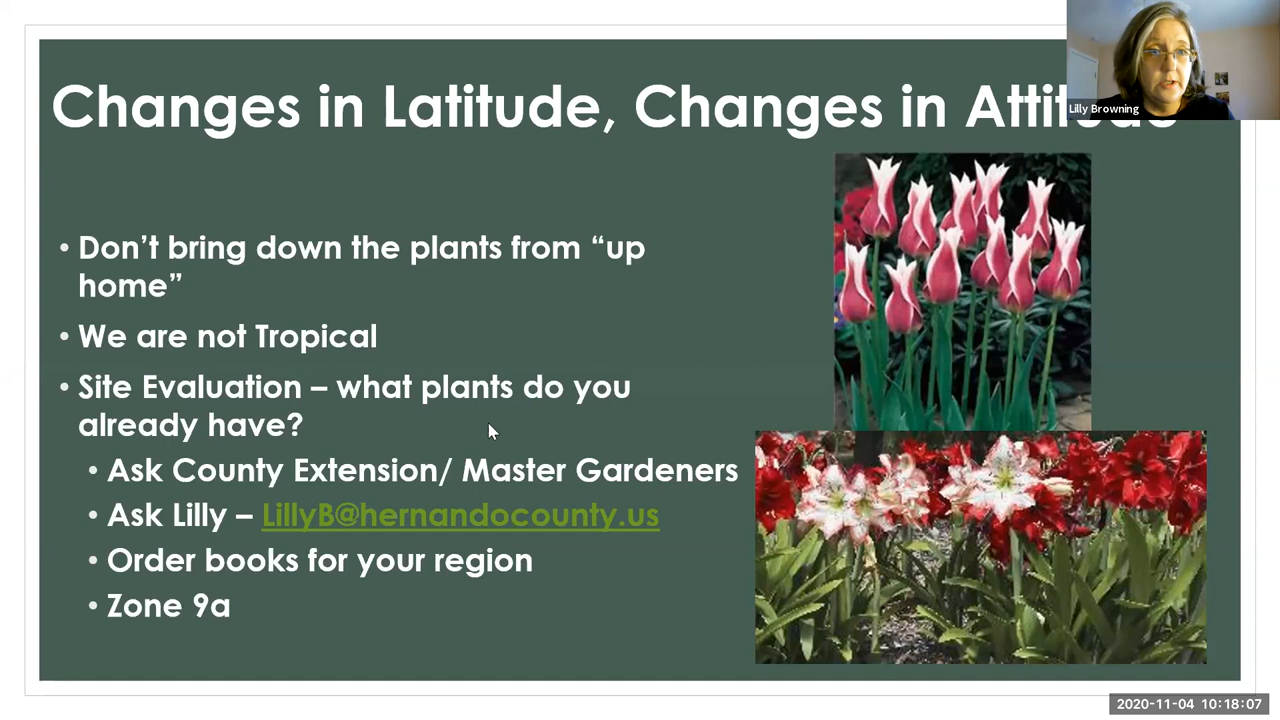 Changes in Latitude, Changes in Attitude
Lilly Browning
• Don’t bring down the plants from “up
home”
• We are not Tropical
• Site Evaluation – what plants do you
already have?
• Ask County Extension/ Master Gardeners
• Ask Lilly – LillyB@hernandocounty.us
• Order books for your region
• Zone 9a
2020-11-04 10:18:07